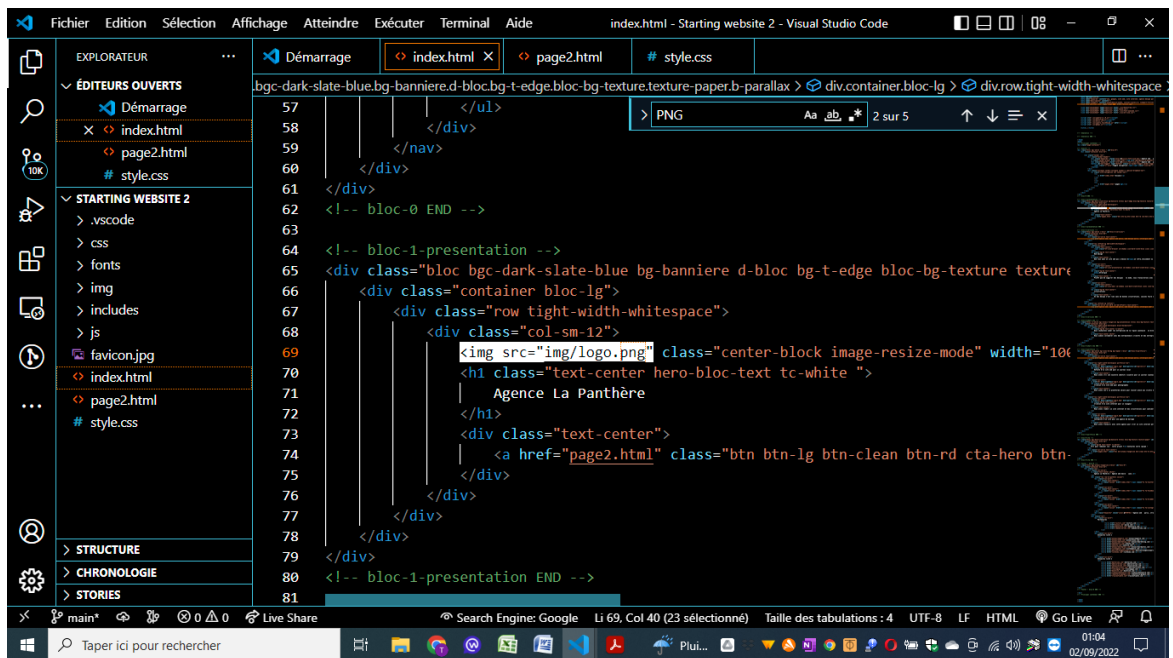 Fichier Edition Sélection Affichage Atteindre Exécuter Terminal Aide index.html - Starting website 2 - Visual Studio Code
EXPLORATEUR
Démarrage index.html page2.html # style.css
ÉDITEURS OUVERTS
Démarrage
index.html
page2.html
# style.css
10K
STARTING WEBSITE 2
.vscode
css
fonts
img
includes
js
favicon.jpg
index.html
page2.html
# style.css
STRUCTURE
CHRONOLOGIE
STORIES
.bgc-dark-slate-blue.bg-banniere.d-bloc.bg-t-edge.bloc-bg-texture.texture-paper.b-parallax > div.container.bloc-lg > div.row.tight-width-whitespace >
PNG Aa ab .* 2 sur 5
57 </ul>
58 </div>
59 </nav>
60 </div>
61 </div>
62 <!-- bloc-0 END -->
63
64 <!-- bloc-1-presentation -->
65 <div class="bloc bgc-dark-slate-blue bg-banniere d-bloc bg-t-edge bloc-bg-texture texture
66 <div class="container bloc-lg">
67 <div class="row tight-width-whitespace">
68 <div class="col-sm-12">
69 <img src="img/logo.png" class="center-block image-resize-mode" width="100
70 <h1 class="text-center hero-bloc-text tc-white ">
71 Agence La Panthère
72 </h1>
73 <div class="text-center">
74 <a href="page2.html" class="btn btn-lg btn-clean btn-rd cta-hero btn-
75 </div>
76 </div>
77 </div>
78 </div>
79 </div>
80 <!-- bloc-1-presentation END -->
81
main* 0 0 Live Share Search Engine: Google Li 69, Col 40 (23 sélectionné) Taille des tabulations : 4 UTF-8 LF HTML Go Live
Taper ici pour rechercher Plui... 01:04
02/09/2022